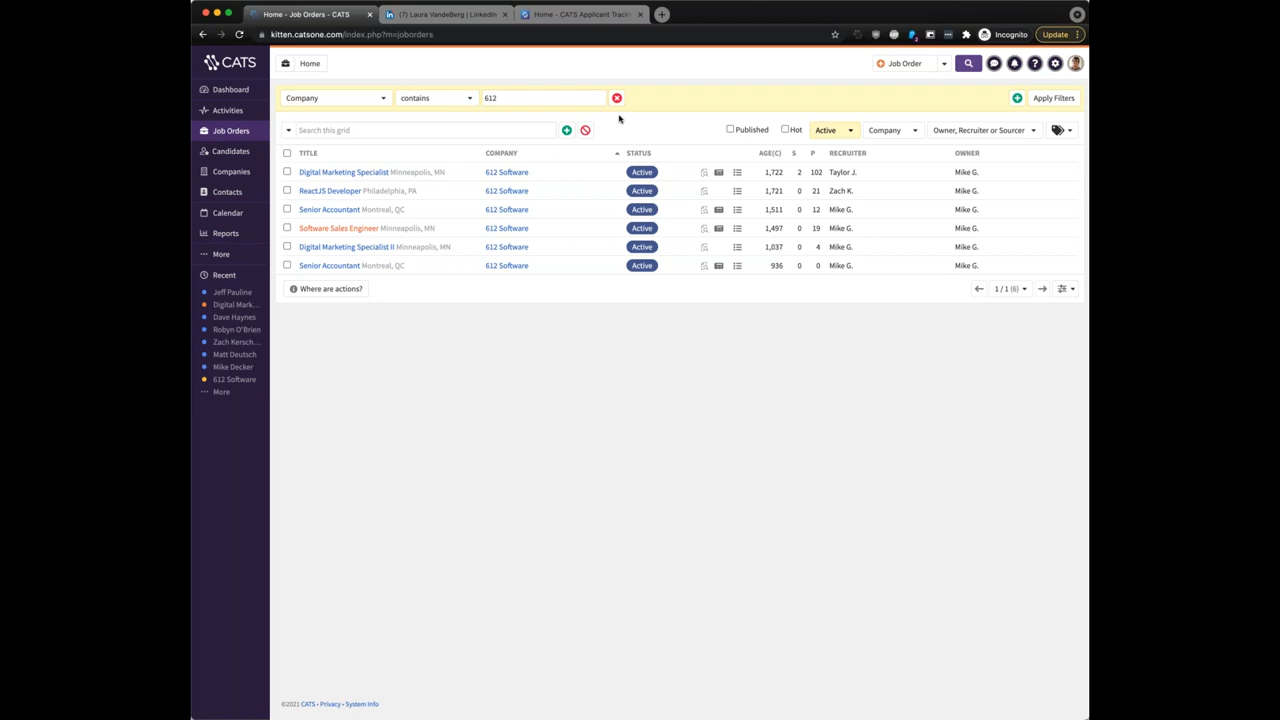 Home - Job Orders - CATS
(?) Laura VandeBerg | LinkedIn
Home - CATS Applicant Track
kitten.catsone.com/index.php?m=joborders
Incognito
Update
CATS
Home
Job Order
Dashboard
Activities
Job Orders
Candidates
Companies
Contacts
Calendar
Reports
More
Recent
Jeff Pauline
Digital Mark...
Dave Haynes
Robyn O'Brien
Zach Kersch...
Matt Deutsch
Mike Decker
612 Software
More
Company contains 612 Apply Filters
Search this grid Published Hot Active Company Owner, Recruiter or Sourcer
TITLE COMPANY STATUS AGE(C) S P RECRUITER OWNER
Digital Marketing Specialist Minneapolis, MN 612 Software Active 1,722 2 102 Taylor J. Mike G.
ReactJS Developer Philadelphia, PA 612 Software Active 1,721 0 21 Zach K. Mike G.
Senior Accountant Montreal, QC 612 Software Active 1,511 0 12 Mike G. Mike G.
Software Sales Engineer Minneapolis, MN 612 Software Active 1,497 0 19 Mike G. Mike G.
Digital Marketing Specialist II Minneapolis, MN 612 Software Active 1,037 0 4 Mike G. Mike G.
Senior Accountant Montreal, QC 612 Software Active 936 0 0 Mike G. Mike G.
Where are actions? 1 / 1 (6)
©2021 CATS • Privacy • System Info